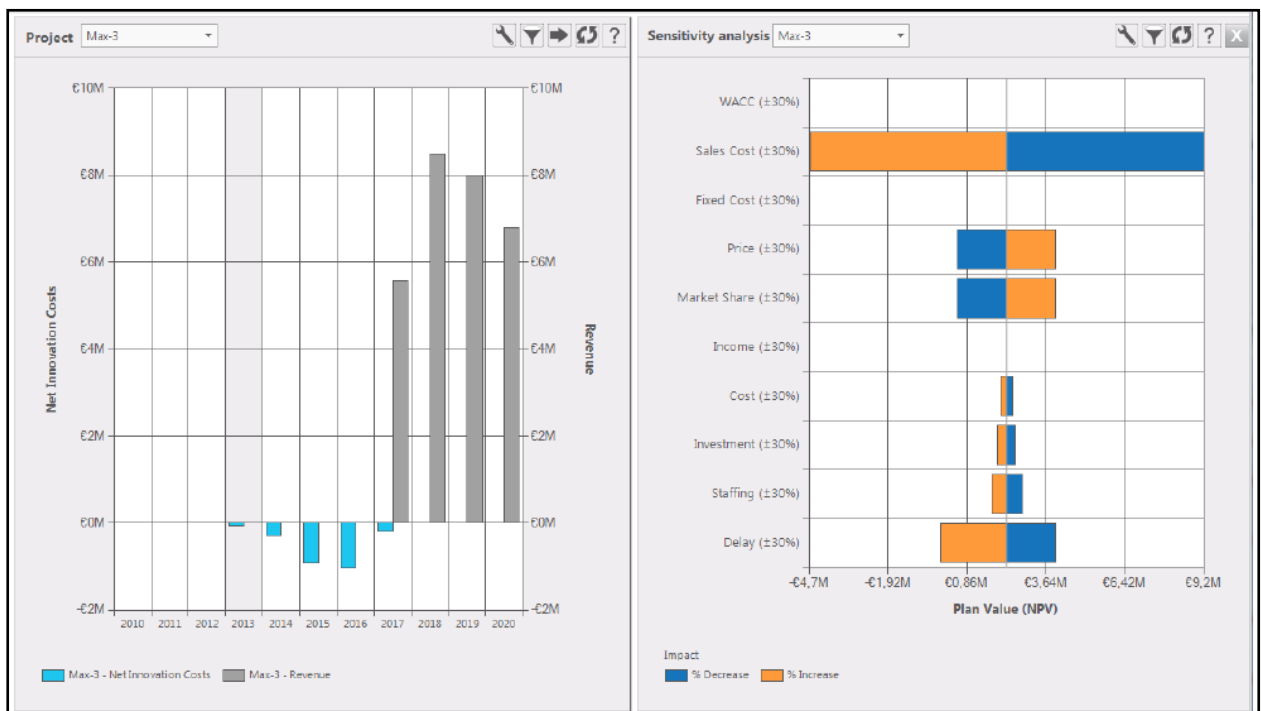 Project Max-3
?
€10M
€8M
€6M
€4M
€2M
€0M
-€2M
Net Innovation Costs
€10M
€8M
€6M
€4M
€2M
€0M
-€2M
Revenue
2010 2011 2012 2013 2014 2015 2016 2017 2018 2019 2020
Max-3 - Net Innovation Costs Max-3 - Revenue
Sensitivity analysis Max-3
? X
WACC (±30%)
Sales Cost (±30%)
Fixed Cost (±30%)
Price (±30%)
Market Share (±30%)
Income (±30%)
Cost (±30%)
Investment (±30%)
Staffing (±30%)
Delay (±30%)
-€4,7M -€1,92M €0,86M €3,64M €6,42M €9,2M
Plan Value (NPV)
Impact
% Decrease % Increase